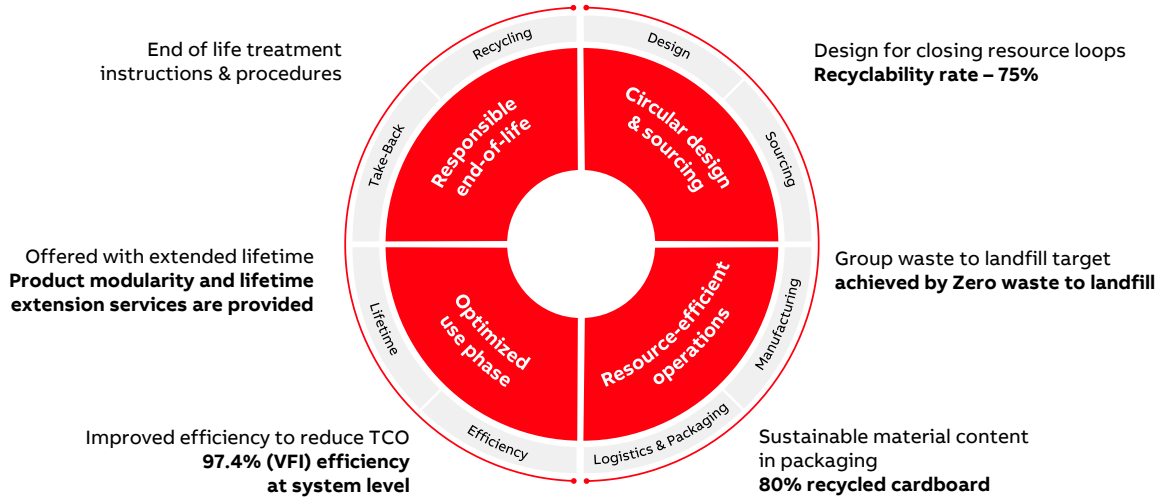 Recycling
Design
End of life treatment
instructions & procedures
Design for closing resource loops
Recyclability rate – 75%
Responsible
end-of-life
Circular design
& sourcing
Take-Back
Sourcing
Offered with extended lifetime
Product modularity and lifetime
extension services are provided
Group waste to landfill target
achieved by Zero waste to landfill
Lifetime
Optimized
use phase
Resource-efficient
operations
Manufacturing
Improved efficiency to reduce TCO
97.4% (VFI) efficiency
at system level
Efficiency
Logistics & Packaging
Sustainable material content
in packaging
80% recycled cardboard